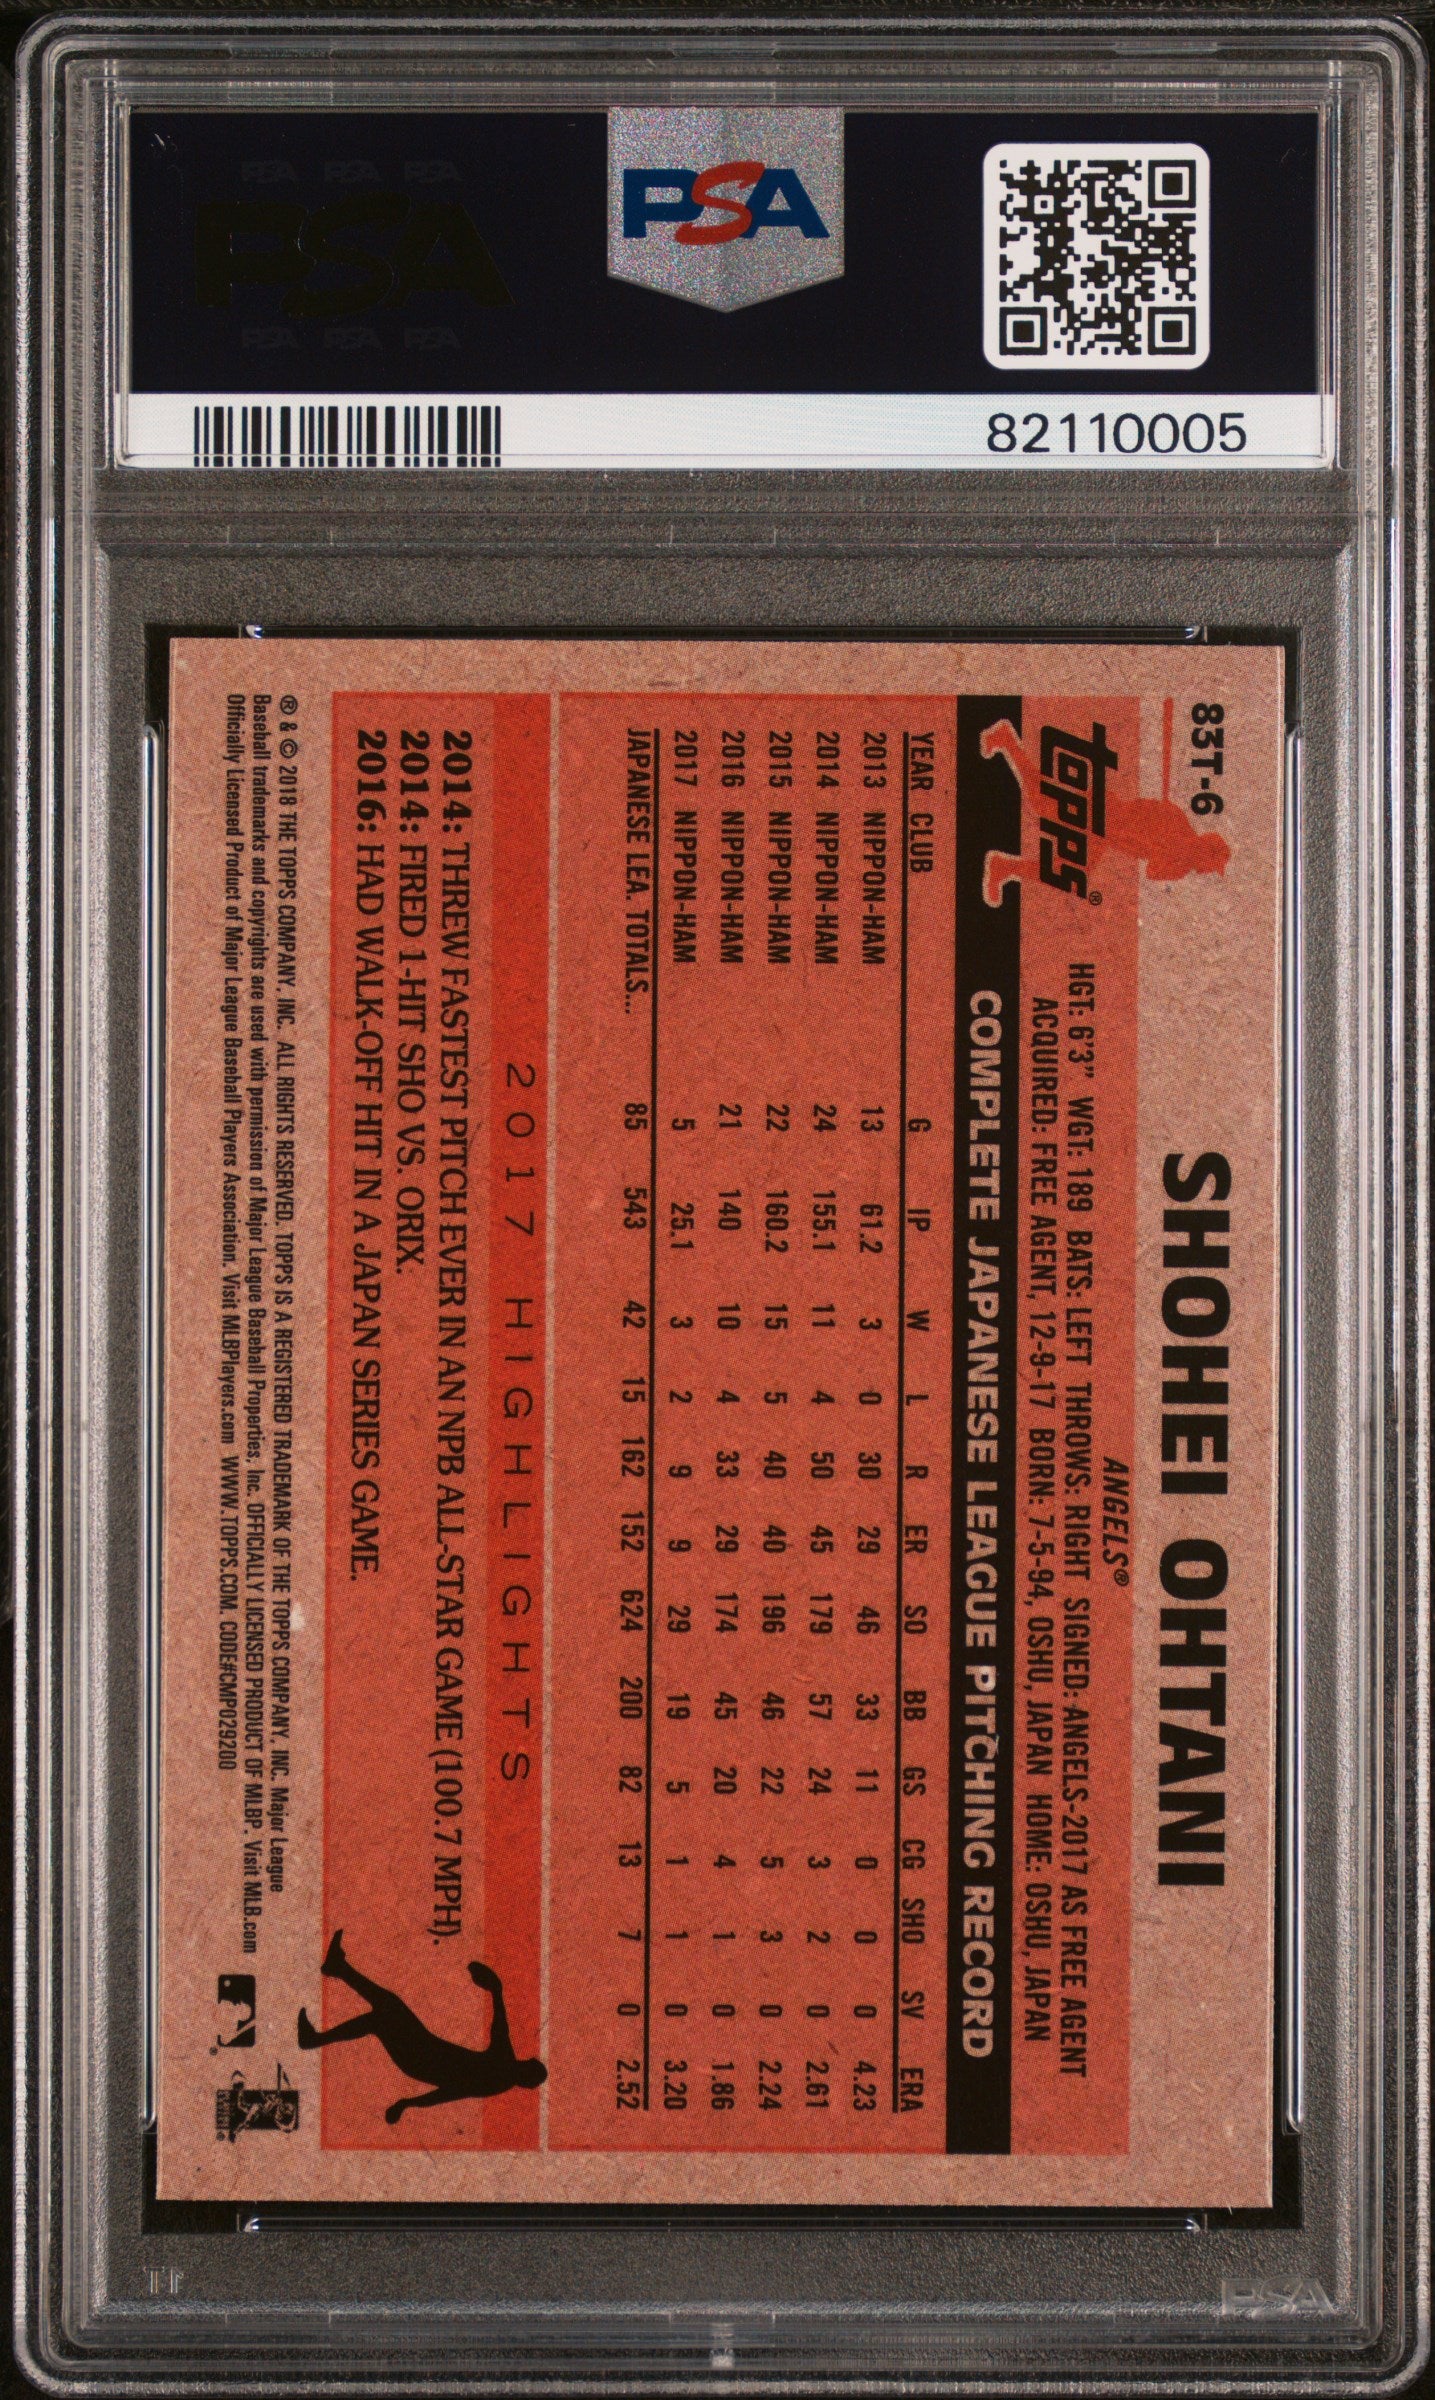 PSA PSA PSA
PSA
PSA PSA PSA
PSA
82110005
83T-6
SHOHEI OHTANI
ANGELS®
Topps®
HGT: 6'3" WGT: 189 BATS: LEFT THROWS: RIGHT SIGNED: ANGELS-2017 AS FREE AGENT
ACQUIRED: FREE AGENT, 12-9-17 BORN: 7-5-94, OSHU, JAPAN HOME: OSHU, JAPAN
COMPLETE JAPANESE LEAGUE PITCHING RECORD
YEAR CLUB G IP W L R ER SO BB GS CG SHO SV ERA
2013 NIPPON-HAM 13 61.2 3 0 30 29 46 33 11 0 0 0 4.23
2014 NIPPON-HAM 24 155.1 11 4 50 45 179 57 24 3 2 0 2.61
2015 NIPPON-HAM 22 160.2 15 5 40 40 196 46 22 5 3 0 2.24
2016 NIPPON-HAM 21 140 10 4 33 29 174 45 20 4 1 0 1.86
2017 NIPPON-HAM 5 25.1 3 2 9 9 29 19 5 1 1 0 3.20
JAPANESE LEA. TOTALS... 85 543 42 15 162 152 624 200 82 13 7 0 2.52
2017 HIGHLIGHTS
2014: THREW FASTEST PITCH EVER IN AN NPB ALL-STAR GAME (100.7 MPH).
2014: FIRED 1-HIT SHO VS. ORIX.
2016: HAD WALK-OFF HIT IN A JAPAN SERIES GAME.
® & © 2018 THE TOPPS COMPANY, INC. ALL RIGHTS RESERVED. TOPPS IS A REGISTERED TRADEMARK OF THE TOPPS COMPANY, INC. Major League
Baseball trademarks and copyrights are used with permission of Major League Baseball Properties, Inc. OFFICIALLY LICENSED PRODUCT OF MLBP. Visit MLB.com
Officially Licensed Product of Major League Baseball Players Association. Visit MLBPlayers.com WWW.TOPPS.COM. CODE#CMP029200
PSA